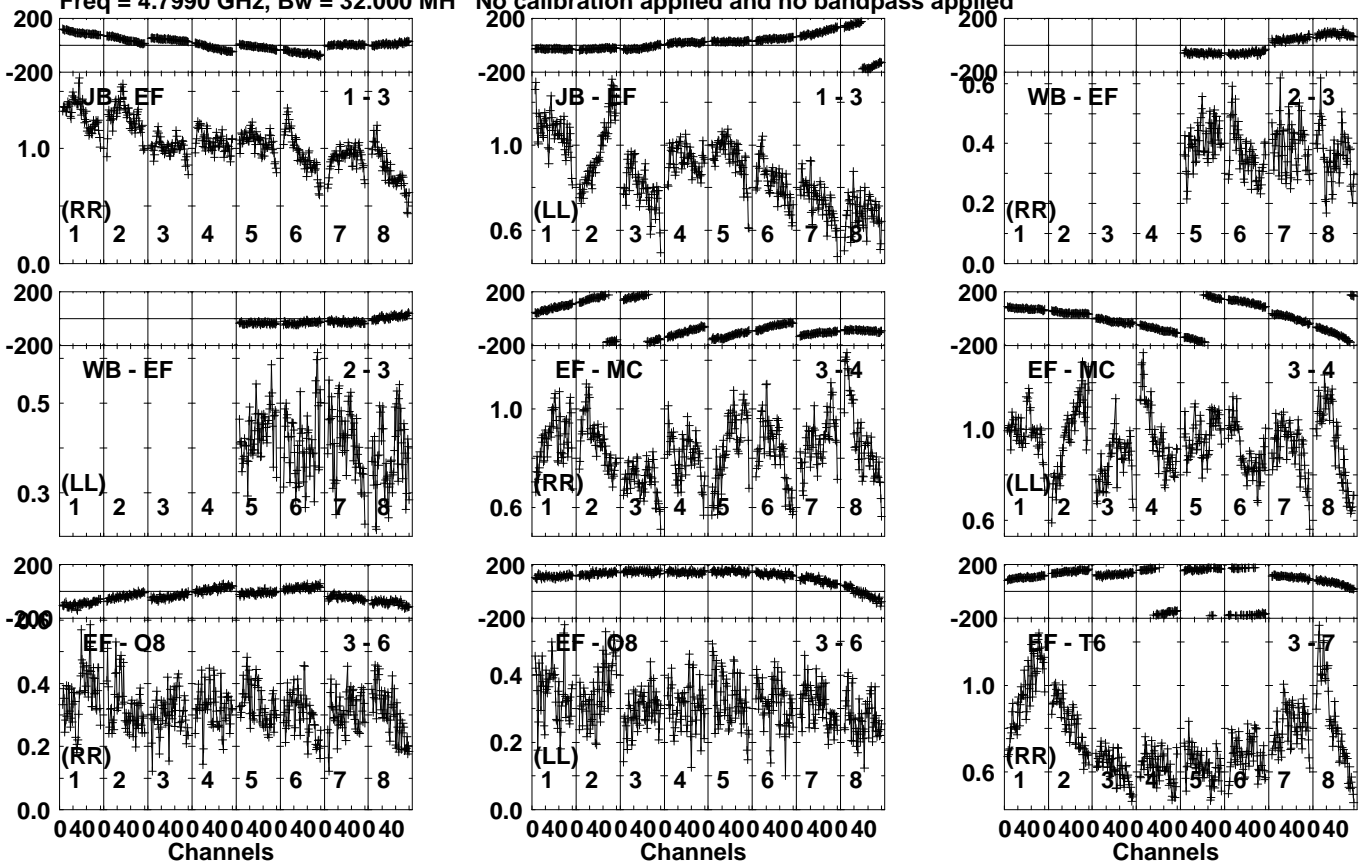 Freq = 4.7990 GHz, Bw = 32.000 MH No calibration applied and no bandpass applied
200
-200
JB - EF 1 - 3
1.0
(RR)
1 2 3 4 5 6 7 8
0.0
200
-200
JB - EF 1 - 3
1.0
(LL)
0.6
1 2 3 4 5 6 7 8
200
-200
0.6
WB - EF 2 - 3
0.4
0.2
(RR)
1 2 3 4 5 6 7 8
0.0
200
-200
WB - EF 2 - 3
0.5
0.3
(LL)
1 2 3 4 5 6 7 8
200
-200
EF - MC 3 - 4
1.0
(RR)
0.6
1 2 3 4 5 6 7 8
200
-200
EF - MC 3 - 4
1.0
(LL)
0.6
1 2 3 4 5 6 7 8
200
-200
0.6
EF - O8 3 - 6
0.4
0.2
(RR)
1 2 3 4 5 6 7 8
0.0
200
-200
EF - O8 3 - 6
0.4
0.2
(LL)
1 2 3 4 5 6 7 8
0.0
200
-200
EF - T6 3 - 7
1.0
(RR)
0.6
1 2 3 4 5 6 7 8
0 40 0 40 0 40 0 40 0 40 0 40 0 40 0 40
0 40 0 40 0 40 0 40 0 40 0 40 0 40 0 40
0 40 0 40 0 40 0 40 0 40 0 40 0 40 0 40
Channels
Channels
Channels